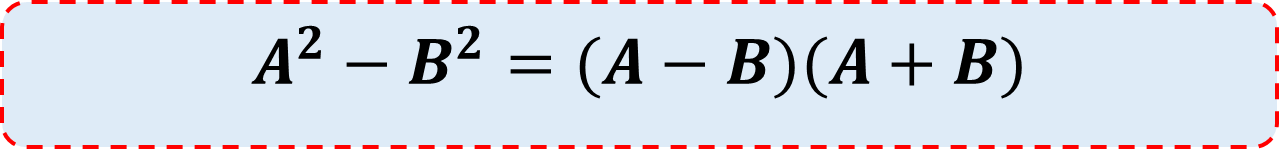 A² − B² = (A − B)(A + B)